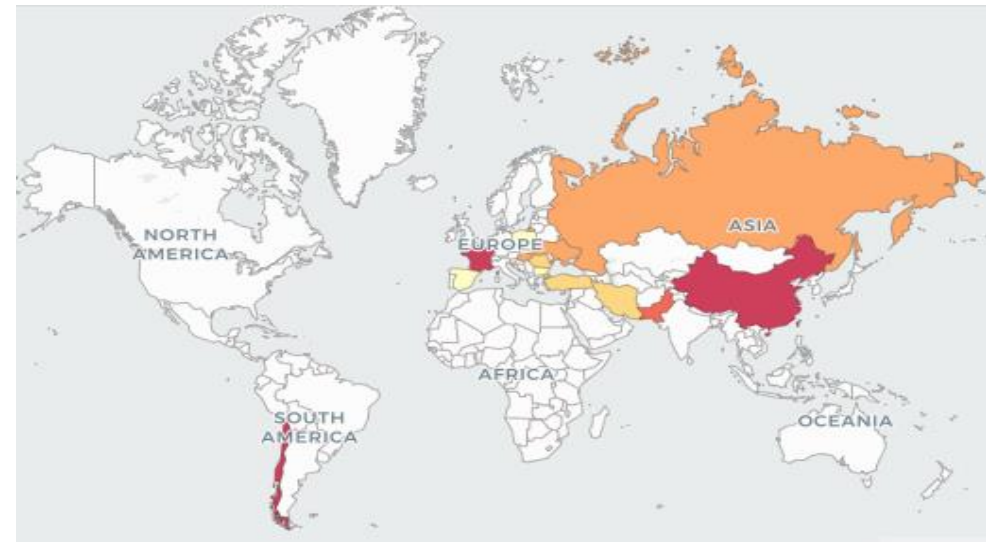 ASIA
NORTH
AMERICA
EUROPE
AFRICA
SOUTH
AMERICA
OCEANIA